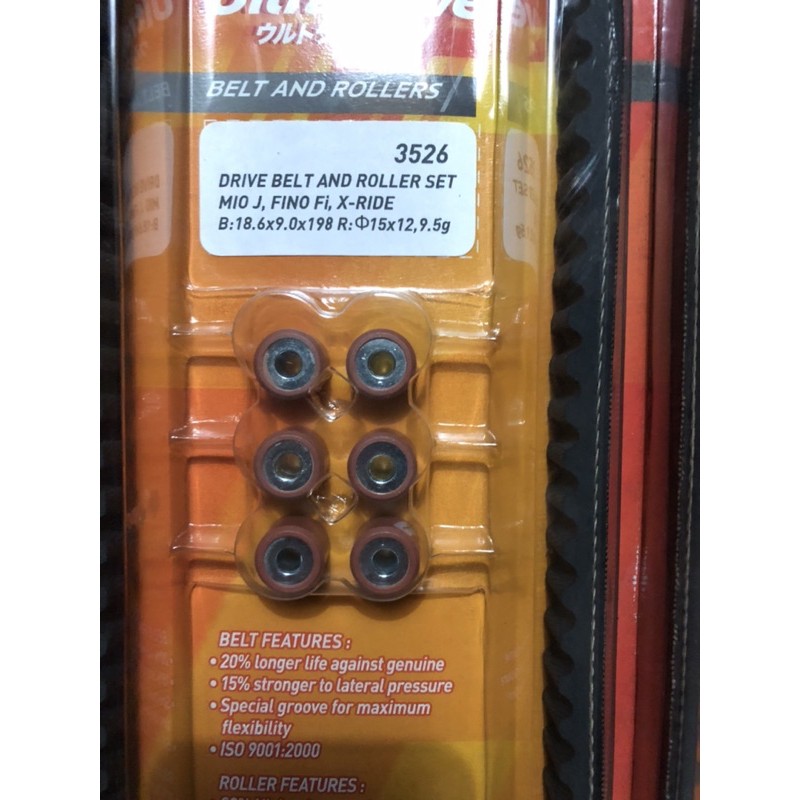 ウルト
BELT AND ROLLERS
3526
DRIVE BELT AND ROLLER SET
MIO J, FINO Fi, X-RIDE
B:18.6x9.0x198 R:Φ15x12,9.5g
BELT FEATURES :
• 20% longer life against genuine
• 15% stronger to lateral pressure
• Special groove for maximum
flexibility
• ISO 9001:2000
ROLLER FEATURES :